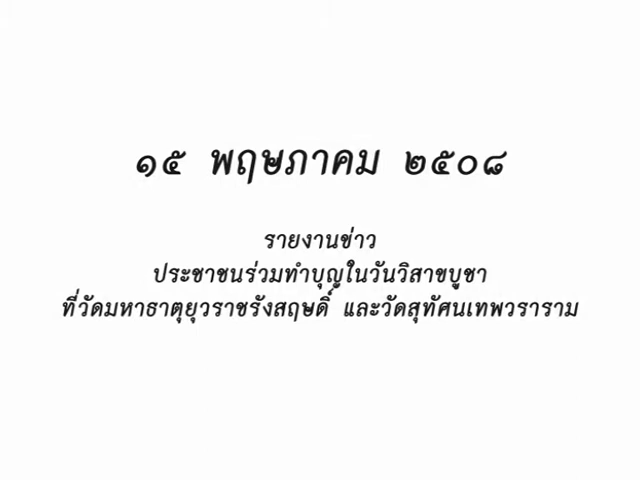 ๑๕ พฤษภาคม ๒๕๐๘
รายงานข่าว
ประชาชนร่วมทำบุญในวันวิสาขบูชา
ที่วัดมหาธาตุยุวราชรังสฤษดิ์ และวัดสุทัศนเทพวราราม